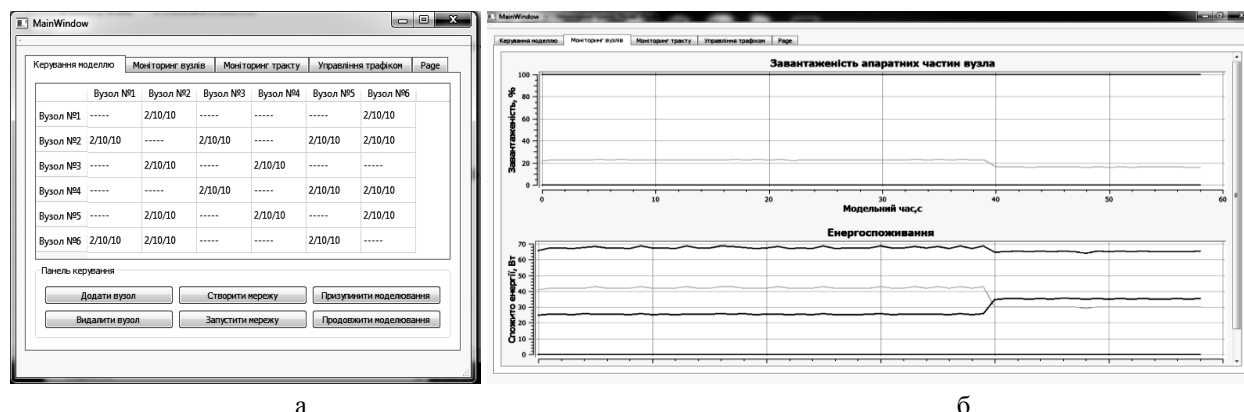 MainWindow
Керування моделлю Моніторинг вузлів Моніторинг тракту Управління трафіком Page
Вузол №1 Вузол №2 Вузол №3 Вузол №4 Вузол №5 Вузол №6
Вузол №1 ----- 2/10/10 ----- ----- ----- 2/10/10
Вузол №2 2/10/10 ----- 2/10/10 ----- 2/10/10 2/10/10
Вузол №3 ----- 2/10/10 ----- 2/10/10 ----- -----
Вузол №4 ----- ----- 2/10/10 ----- 2/10/10 2/10/10
Вузол №5 ----- 2/10/10 ----- 2/10/10 ----- 2/10/10
Вузол №6 2/10/10 2/10/10 ----- ----- 2/10/10 -----
Панель керування
Додати вузол Створити мережу Призупинити моделювання
Видалити вузол Запустити мережу Продовжити моделювання
а
MainWindow
Керування моделлю Моніторинг вузлів Моніторинг тракту Управління трафіком Page
Завантаженість апаратних частин вузла
Завантаженість, %
100
80
60
40
20
0
0 10 20 30 40 50 60
Модельний час,с
Енергоспоживання
Спожито енергії, Вт
70
60
50
40
30
20
10
0
б